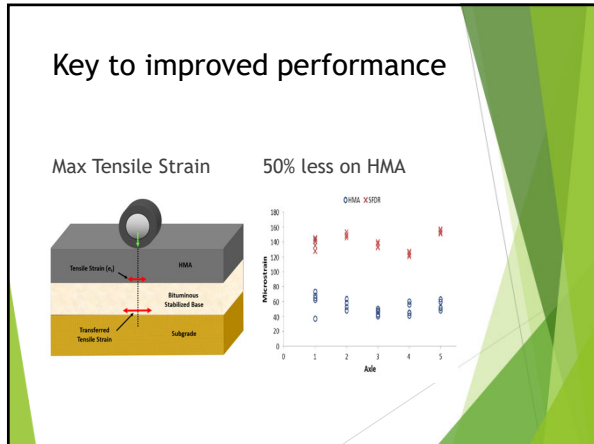 Key to improved performance
Max Tensile Strain
50% less on HMA
HMA
Tensile Strain (eₜ)
Bituminous
Stabilized Base
Transferred
Tensile Strain
Subgrade
HMA SFDR
Microstrain
180
160
140
120
100
80
60
40
20
0
0 1 2 3 4 5
Axle